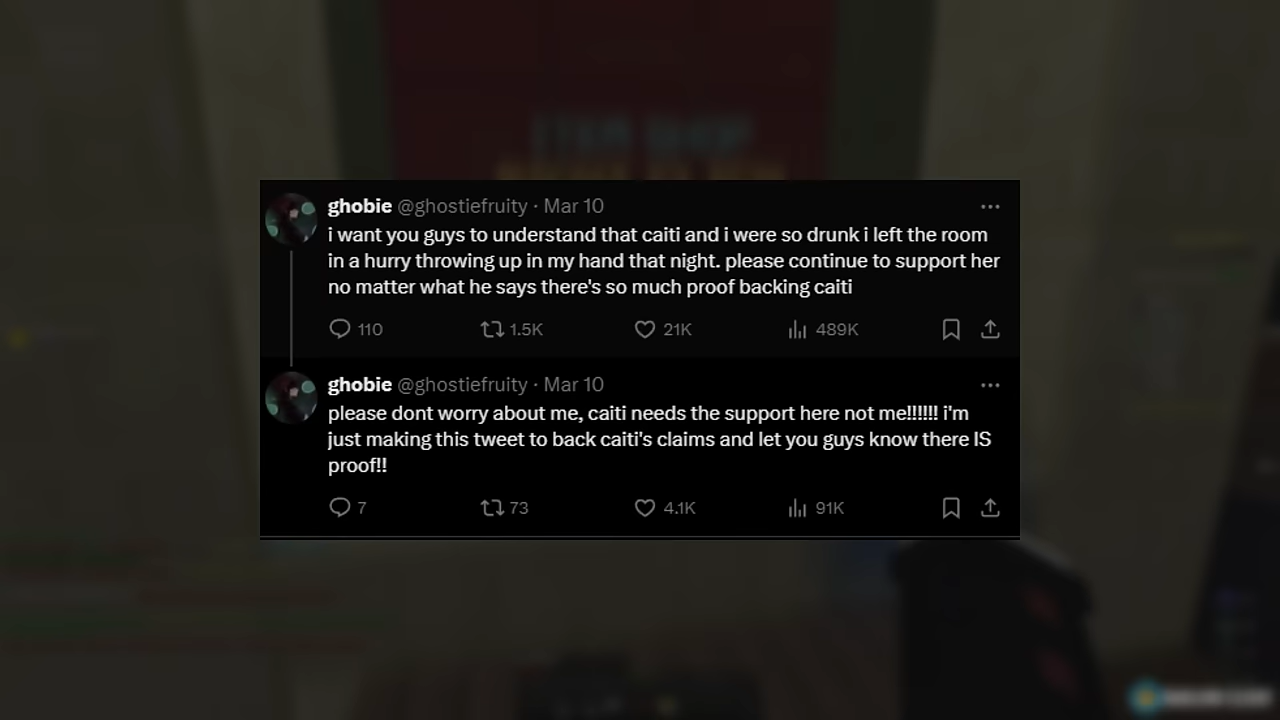 ghobie @ghostiefruity · Mar 10
i want you guys to understand that caiti and i were so drunk i left the room
in a hurry throwing up in my hand that night. please continue to support her
no matter what he says there's so much proof backing caiti
110 1.5K 21K 489K
ghobie @ghostiefruity · Mar 10
please dont worry about me, caiti needs the support here not me!!!!!! i'm
just making this tweet to back caiti's claims and let you guys know there IS
proof!!
7 73 4.1K 91K